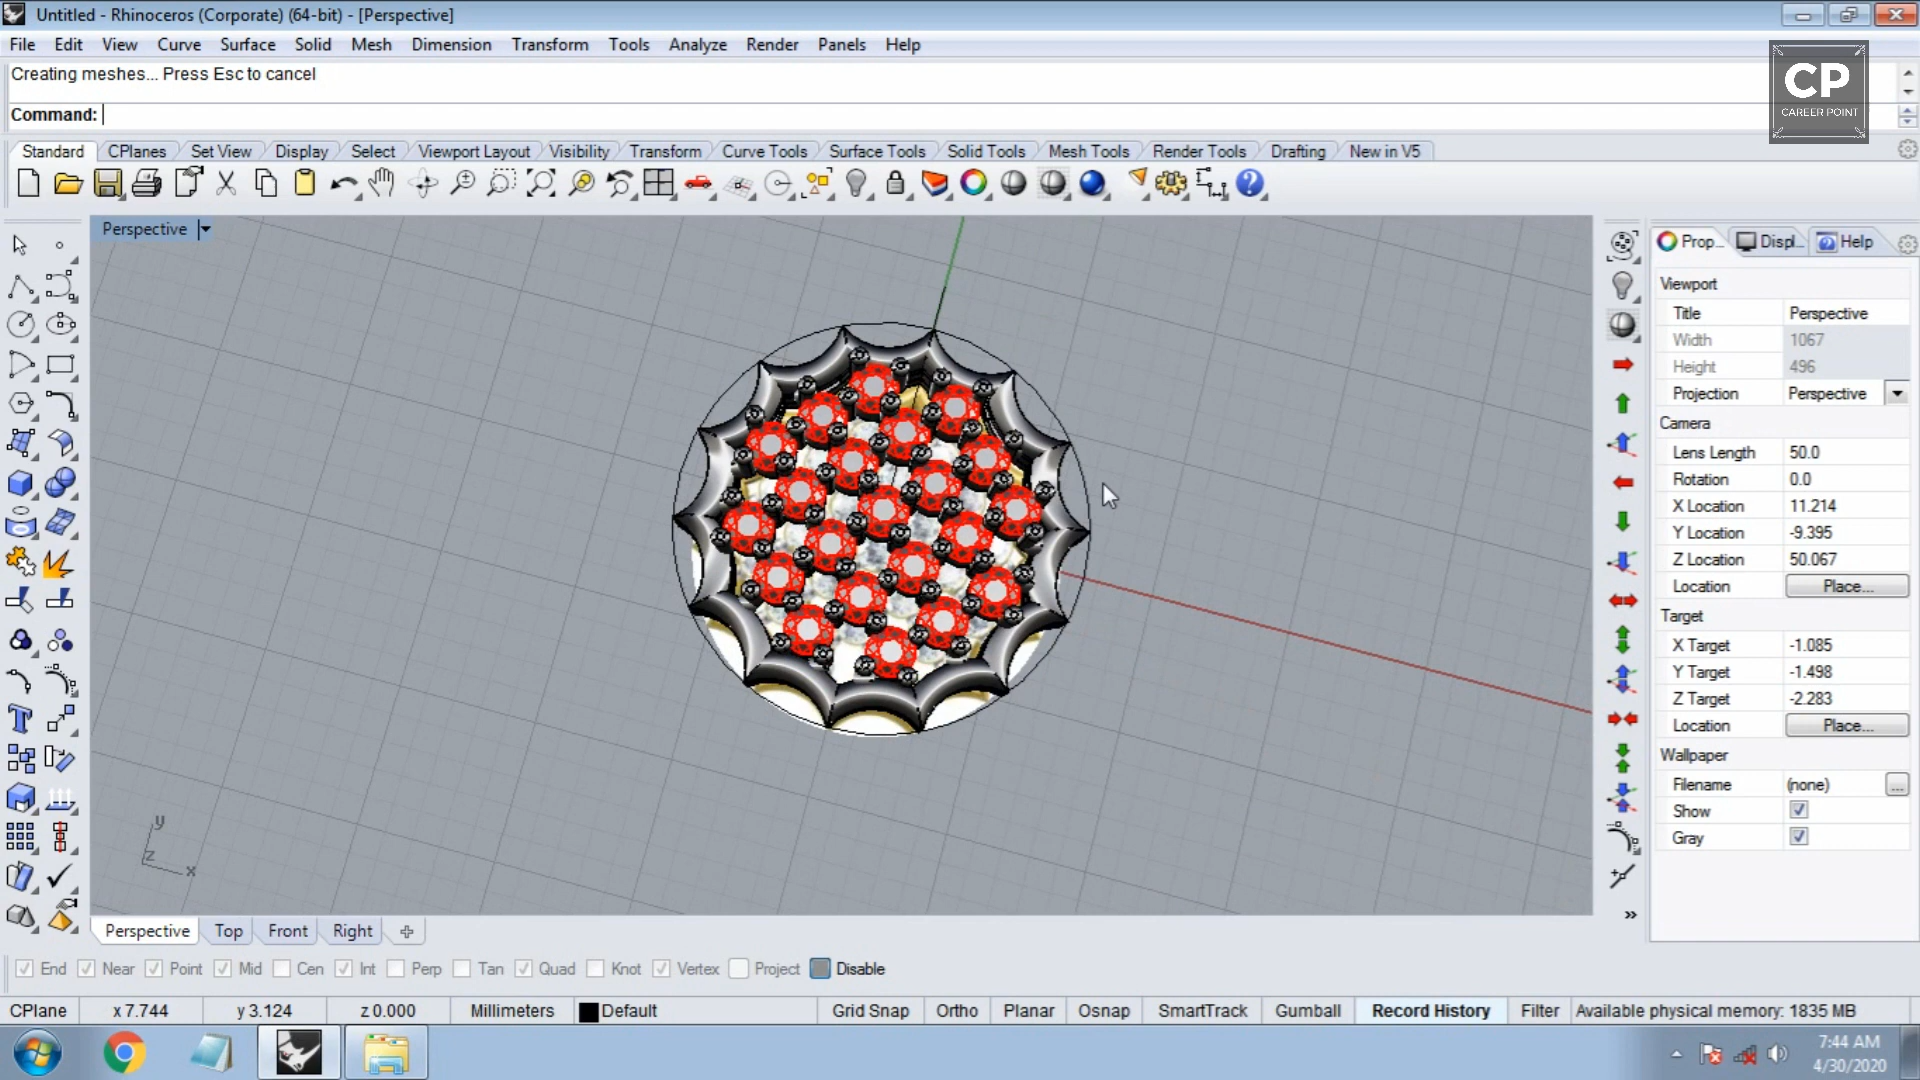 Untitled - Rhinoceros (Corporate) (64-bit) - [Perspective]
File Edit View Curve Surface Solid Mesh Dimension Transform Tools Analyze Render Panels Help
Creating meshes... Press Esc to cancel
Command:
CP
CAREER POINT
Standard CPlanes Set View Display Select Viewport Layout Visibility Transform Curve Tools Surface Tools Solid Tools Mesh Tools Render Tools Drafting New in V5
Perspective
Prop... Displ... Help
Viewport
Title Perspective
Width 1067
Height 496
Projection Perspective
Camera
Lens Length 50.0
Rotation 0.0
X Location 11.214
Y Location -9.395
Z Location 50.067
Location Place...
Target
X Target -1.085
Y Target -1.498
Z Target -2.283
Location Place...
Wallpaper
Filename (none) ...
Show
Gray
y
z x
Perspective Top Front Right
End Near Point Mid Cen Int Perp Tan Quad Knot Vertex Project Disable
CPlane x 7.744 y 3.124 z 0.000 Millimeters Default Grid Snap Ortho Planar Osnap SmartTrack Gumball Record History Filter Available physical memory: 1835 MB
7:44 AM
4/30/2020